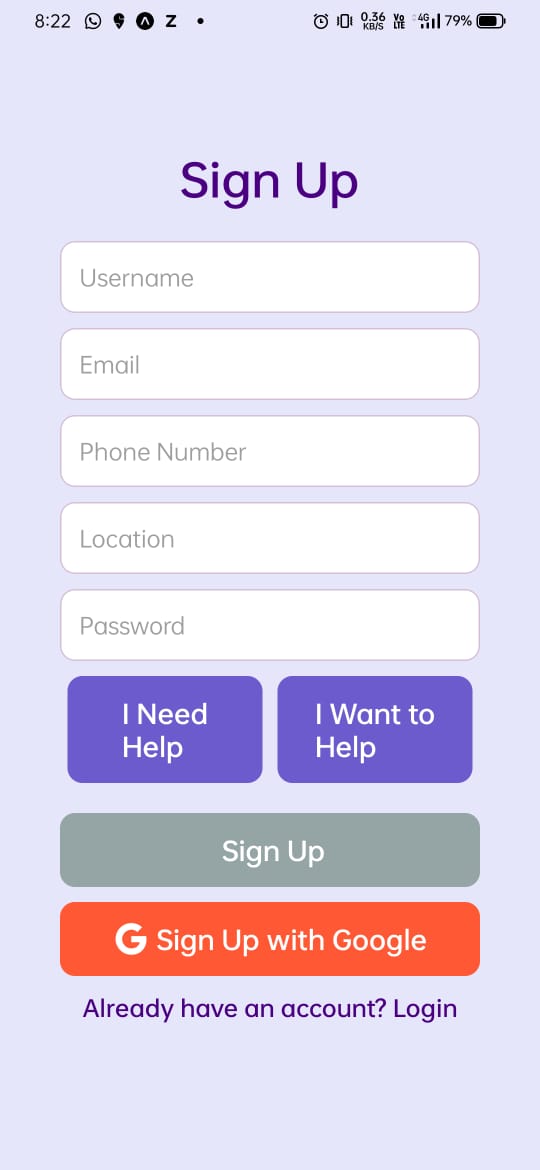 8:22 Z 0.36 KB/S Vo LTE 4G 79%
Sign Up
Username
Email
Phone Number
Location
Password
I Need
Help
I Want to
Help
Sign Up
G Sign Up with Google
Already have an account? Login